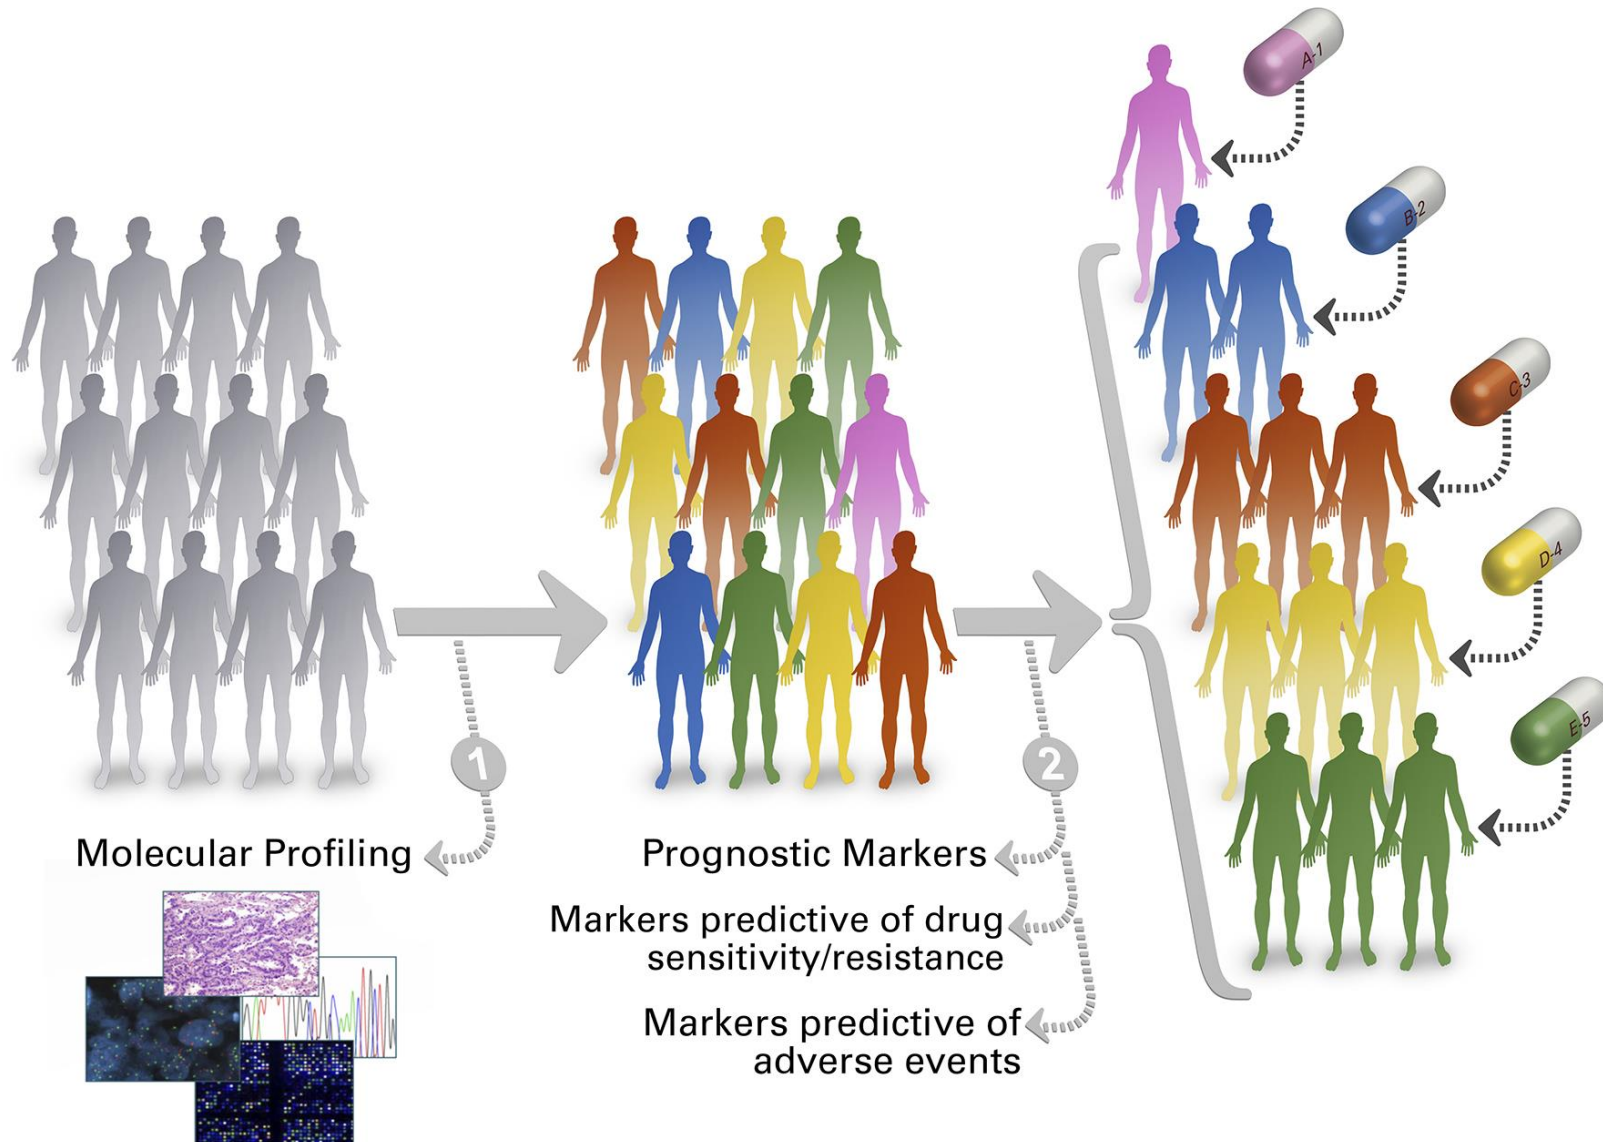 A-1
B-2
C-3
D-4
E-5
1
2
Molecular Profiling
Prognostic Markers
Markers predictive of drug
sensitivity/resistance
Markers predictive of
adverse events